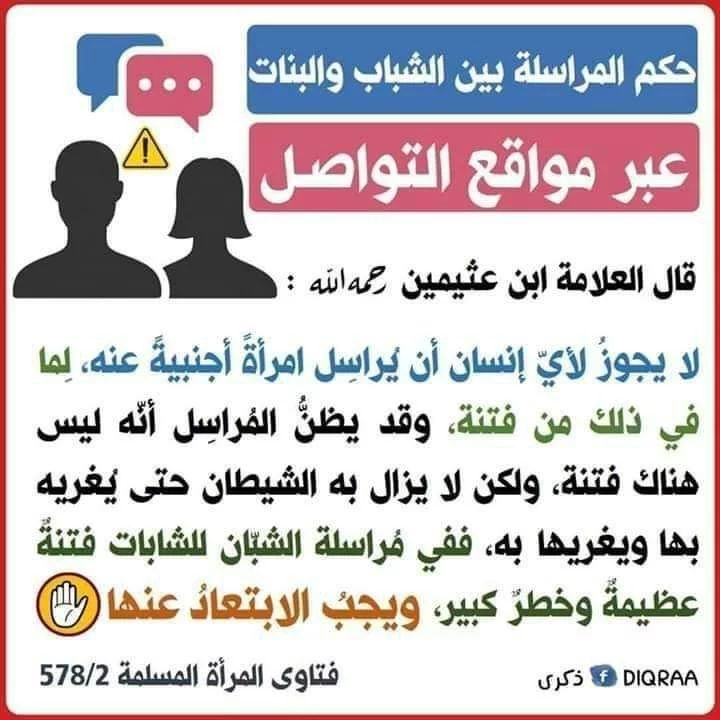 حكم المراسلة بين الشباب والبنات
عبر مواقع التواصل
قال العلامة ابن عثيمين رحمه الله :
لا يجوزُ لأيّ إنسان أن يُراسِل امرأةً أجنبيةً عنه، لِما
في ذلك من فتنة، وقد يظنُّ المُراسِل أنّه ليس
هناك فتنة، ولكن لا يزال به الشيطان حتى يُغريه
بها ويغريها به، ففي مُراسلة الشبّان للشابات فتنةٌ
عظيمةٌ وخطرٌ كبير، ويجبُ الابتعادُ عنها
فتاوى المرأة المسلمة 578/2
ذكرى f DIQRAA